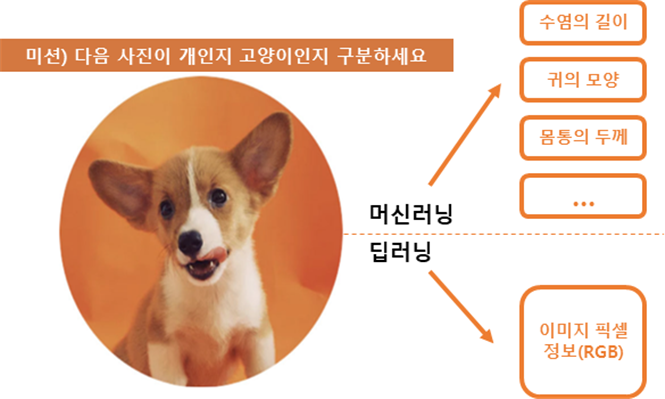 미션) 다음 사진이 개인지 고양이인지 구분하세요
수염의 길이
귀의 모양
몸통의 두께
...
머신러닝
딥러닝
이미지 픽셀
정보(RGB)